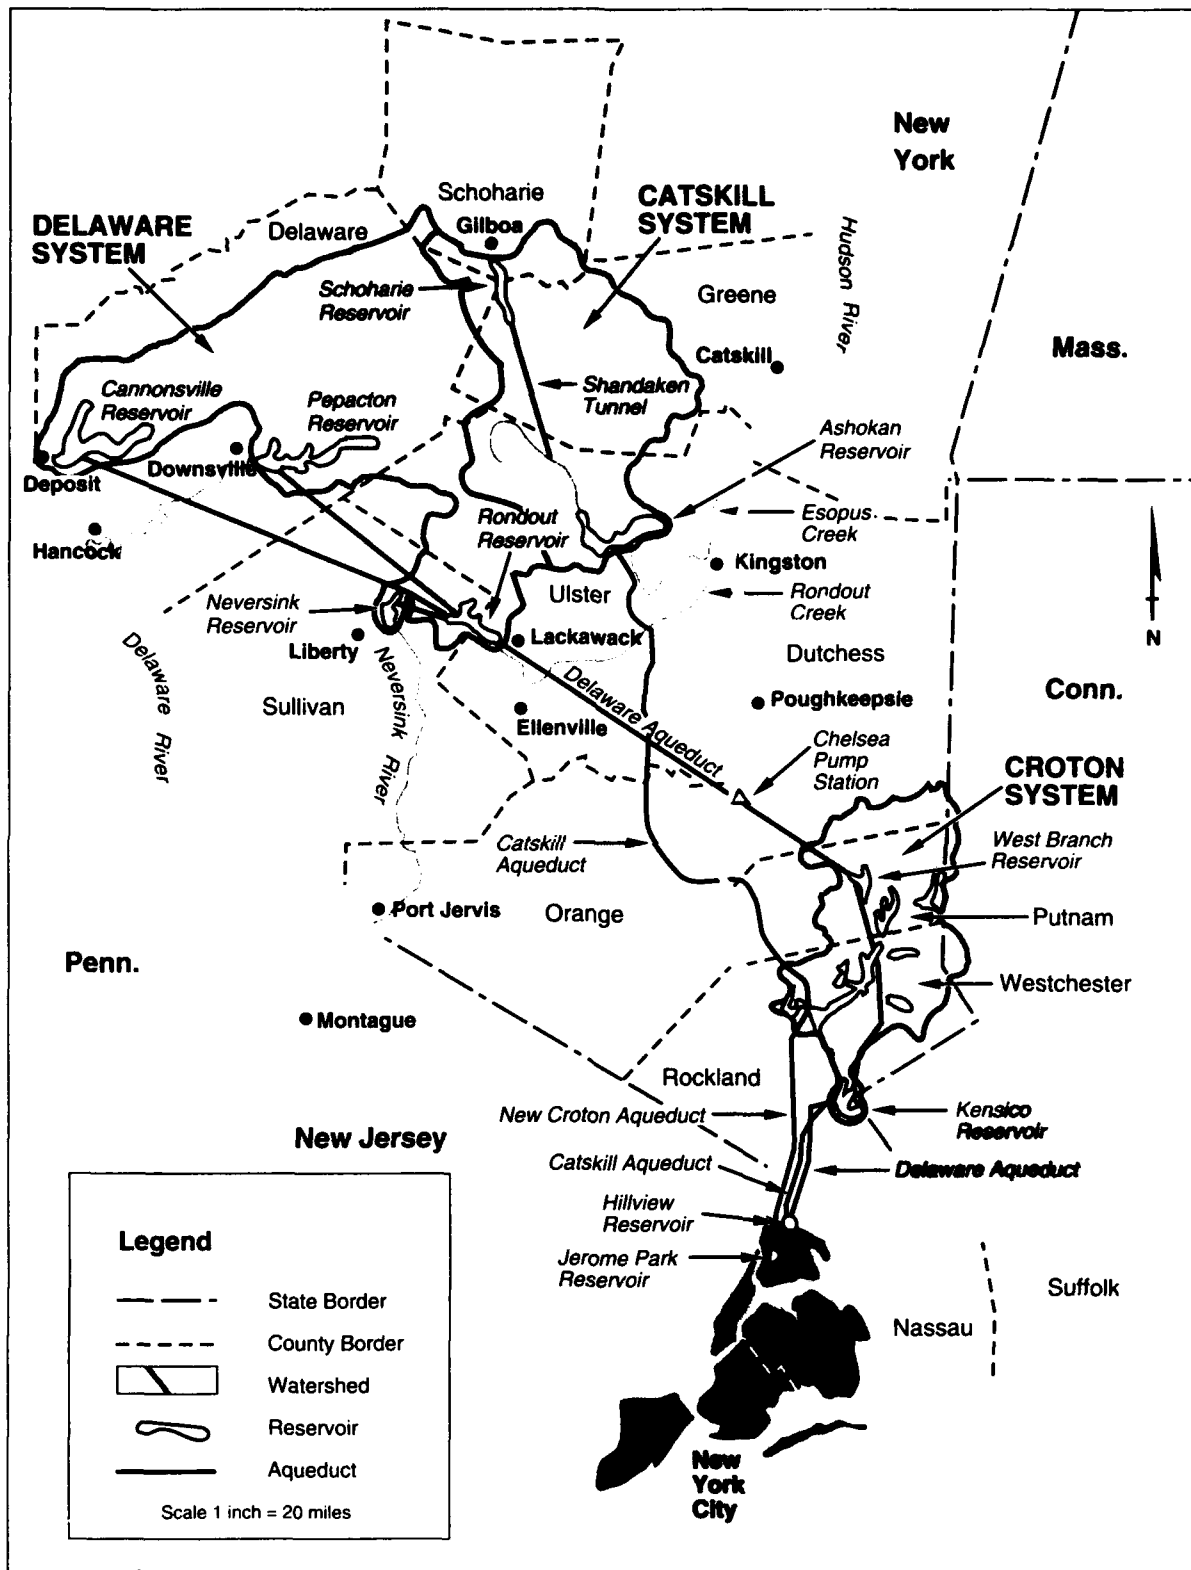 New
York
Schoharie
CATSKILL
SYSTEM
DELAWARE
SYSTEM
Delaware
Gilboa
Hudson River
Schoharie
Reservoir
Greene
Mass.
Catskill
Cannonsville
Reservoir
Pepacton
Reservoir
Shandaken
Tunnel
Ashokan
Reservoir
Downsville
Deposit
Rondout
Reservoir
Esopus
Creek
Hancock
Kingston
Neversink
Reservoir
Ulster
Rondout
Creek
N
Liberty
Lackawack
Dutchess
Delaware River
Neversink River
Delaware Aqueduct
Conn.
Sullivan
Ellenville
Poughkeepsie
Chelsea
Pump
Station
CROTON
SYSTEM
Catskill
Aqueduct
West Branch
Reservoir
Port Jervis
Orange
Putnam
Penn.
Westchester
Montague
Rockland
New Croton Aqueduct
Kensico
Reservoir
New Jersey
Catskill Aqueduct
Delaware Aqueduct
Hillview
Reservoir
Jerome Park
Reservoir
Suffolk
Nassau
New
York
City
Legend
State Border
County Border
Watershed
Reservoir
Aqueduct
Scale 1 inch = 20 miles